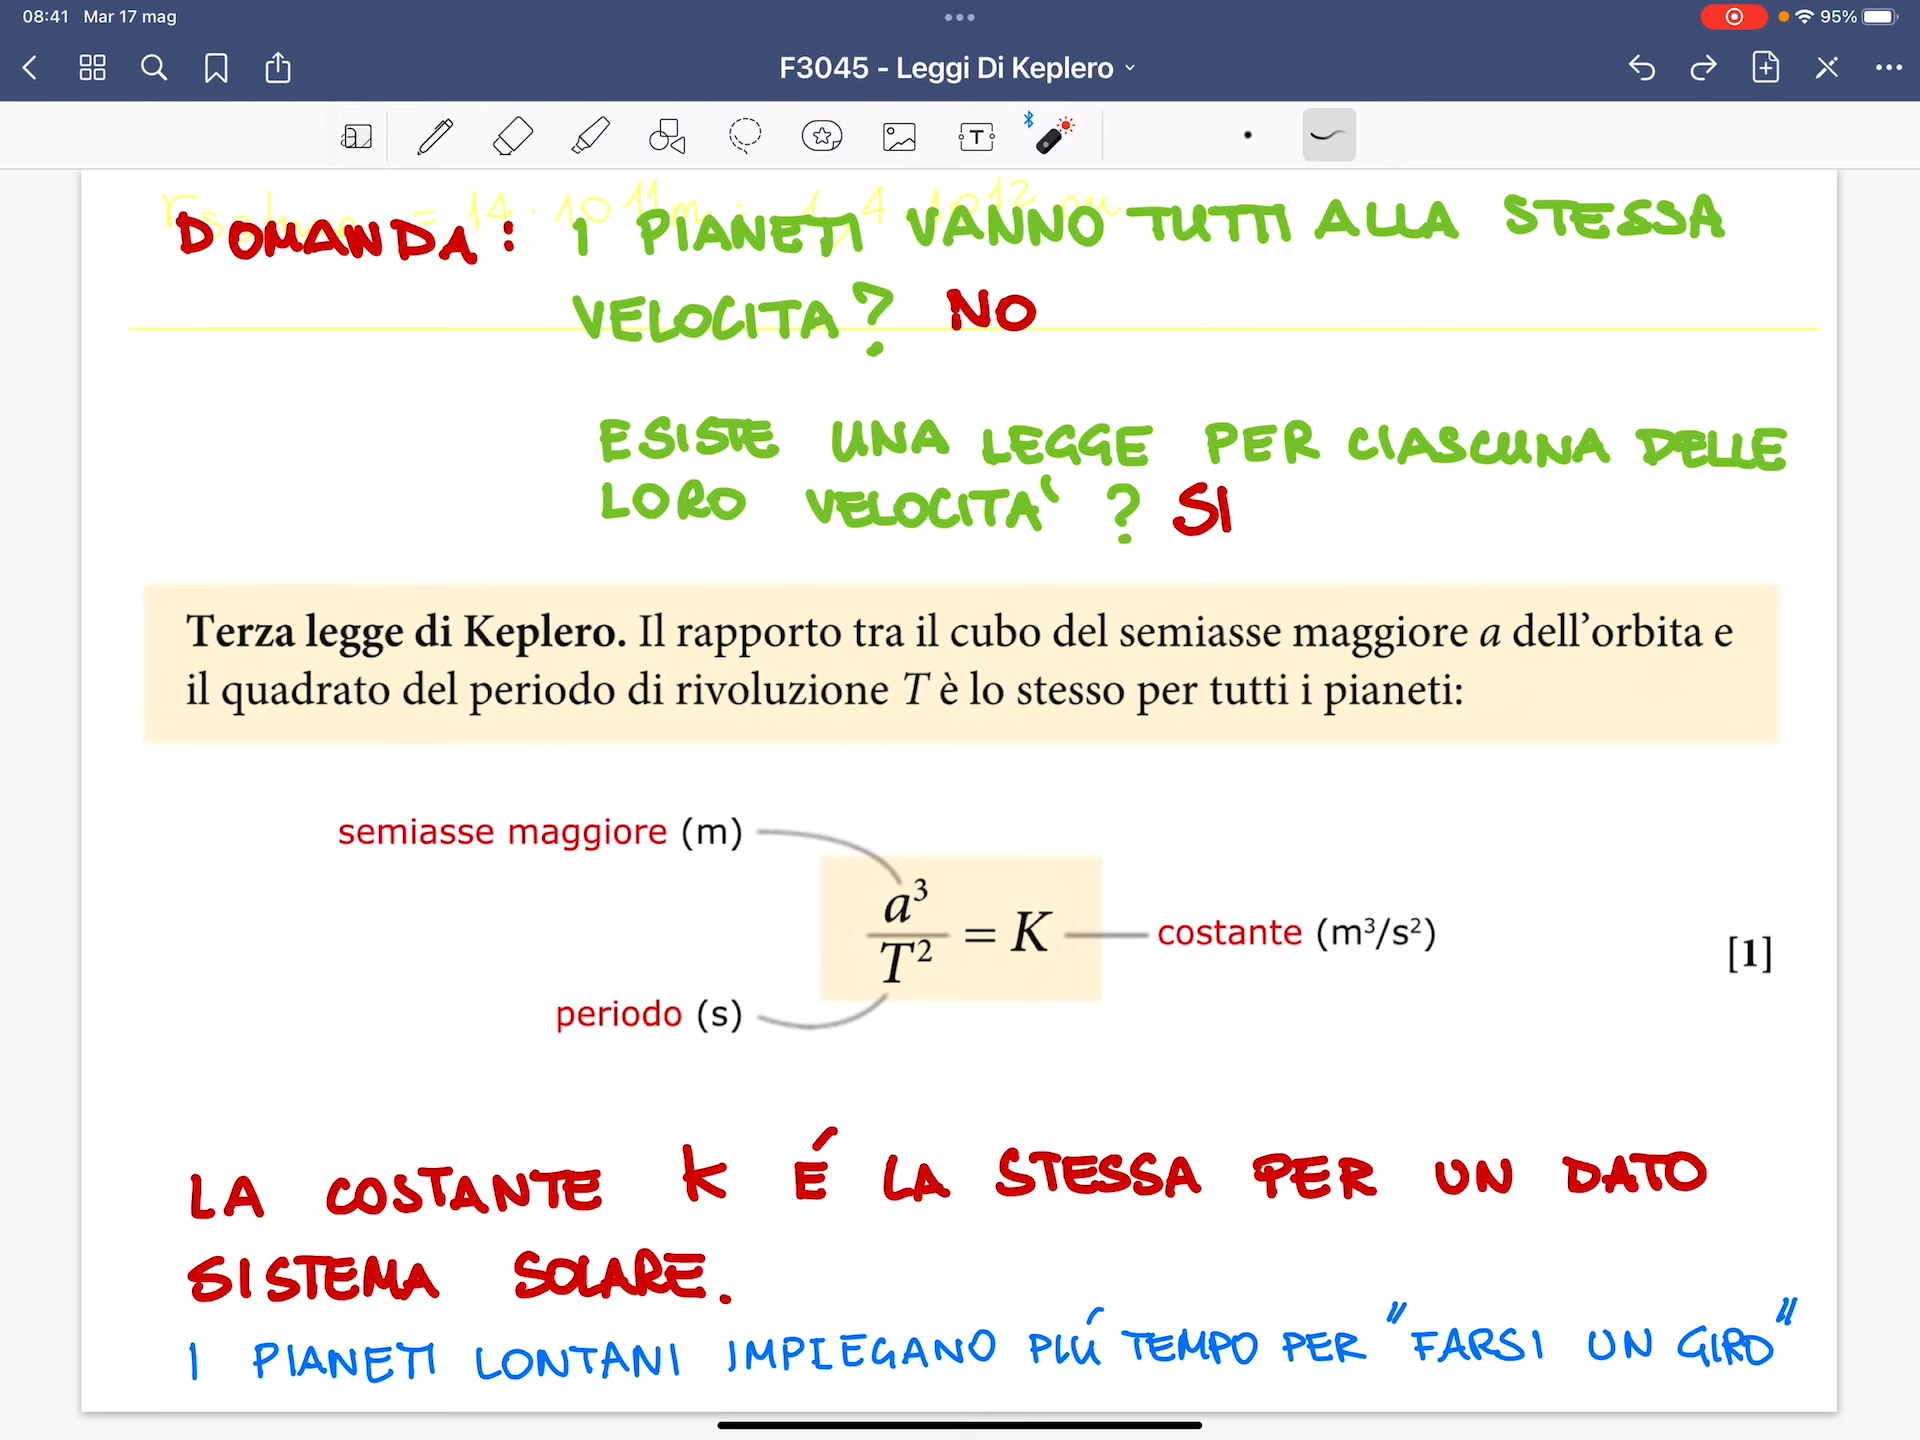 08:41 Mar 17 mag
95%
F3045 - Leggi Di Keplero
= 14 · 10¹¹ m
DOMANDA: I PIANETI VANNO TUTTI ALLA STESSA
VELOCITA? NO
ESISTE UNA LEGGE PER CIASCUNA DELLE
LORO VELOCITA' ? SI
Terza legge di Keplero. Il rapporto tra il cubo del semiasse maggiore a dell'orbita e
il quadrato del periodo di rivoluzione T è lo stesso per tutti i pianeti:
semiasse maggiore (m)
a³/T² = K
costante (m³/s²)
[1]
periodo (s)
LA COSTANTE K É LA STESSA PER UN DATO
SISTEMA SOLARE.
I PIANETI LONTANI IMPIEGANO PIÚ TEMPO PER "FARSI UN GIRO"